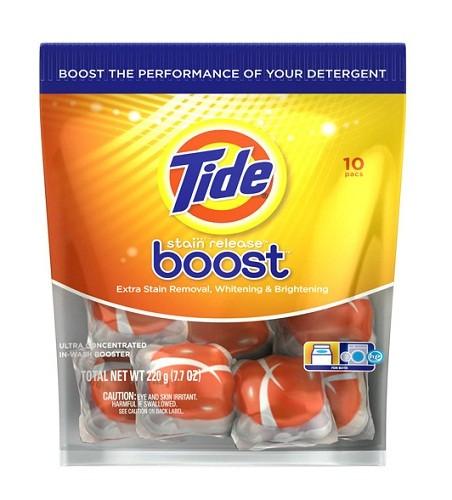 BOOST THE PERFORMANCE OF YOUR DETERGENT
Tide
10
pacs
stain release™
boost™
Extra Stain Removal, Whitening & Brightening
ULTRA CONCENTRATED
IN-WASH BOOSTER
TOTAL NET WT 220 g (7.7 OZ)
CAUTION: EYE AND SKIN IRRITANT.
HARMFUL IF SWALLOWED.
SEE CAUTION ON BACK LABEL.